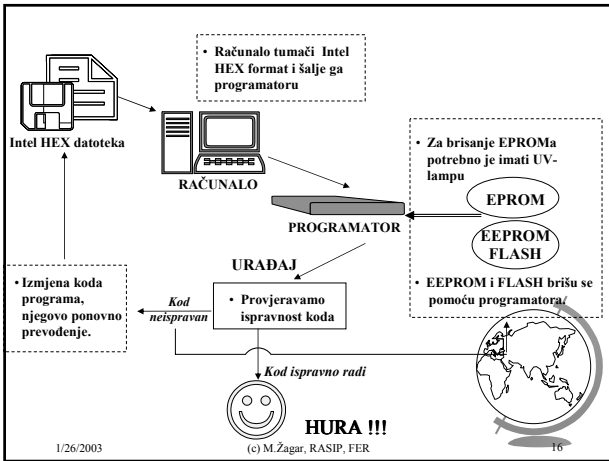 • Računalo tumači Intel
HEX format i šalje ga
programatoru
Intel HEX datoteka
RAČUNALO
• Za brisanje EPROMa
potrebno je imati UV-
lampu
EPROM
EEPROM
FLASH
• EEPROM i FLASH brišu se
pomoću programatora.
PROGRAMATOR
URAĐAJ
• Provjeravamo
ispravnost koda
Kod
neispravan
• Izmjena koda
programa,
njegovo ponovno
prevođenje.
Kod ispravno radi
HURA !!!
1/26/2003
(c) M.Žagar, RASIP, FER
16